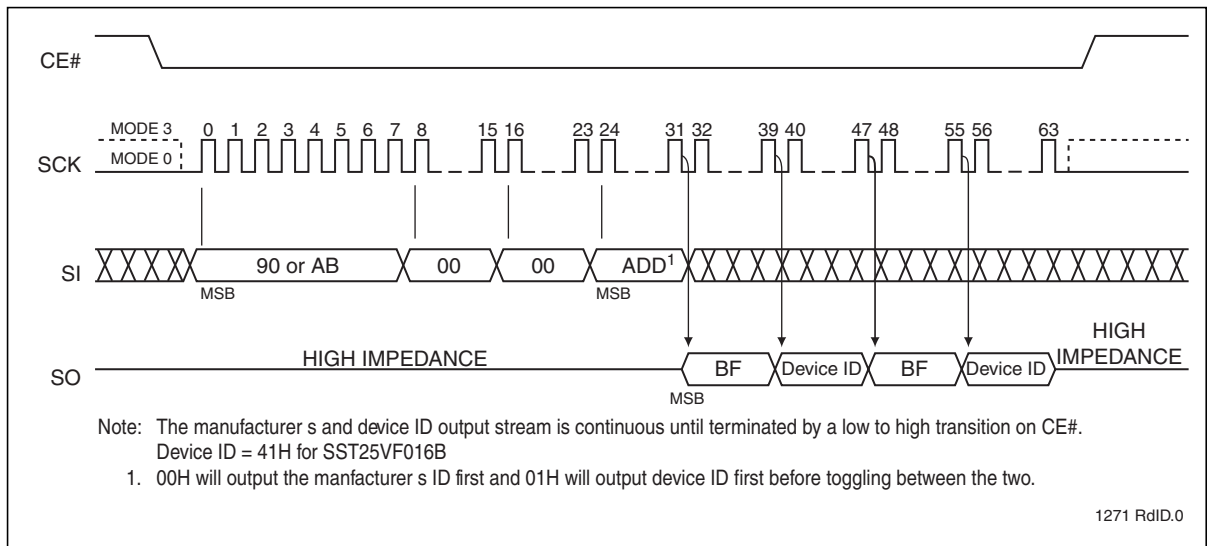 CE#
MODE 3 0 1 2 3 4 5 6 7 8 15 16 23 24 31 32 39 40 47 48 55 56 63
SCK MODE 0
SI 90 or AB 00 00 ADD1
MSB MSB
SO HIGH IMPEDANCE BF Device ID BF Device ID HIGH IMPEDANCE
MSB
Note: The manufacturer s and device ID output stream is continuous until terminated by a low to high transition on CE#.
Device ID = 41H for SST25VF016B
1. 00H will output the manfacturer s ID first and 01H will output device ID first before toggling between the two.
1271 RdID.0